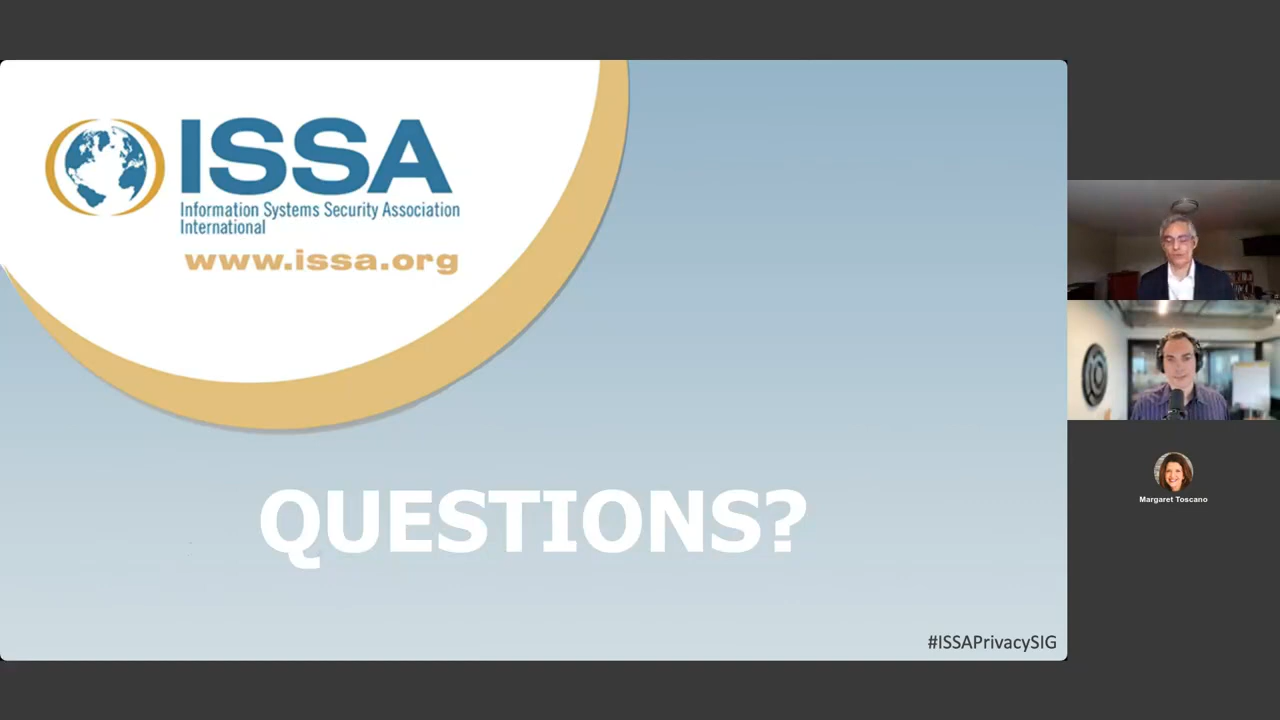 ISSA
Information Systems Security Association
International
www.issa.org
QUESTIONS?
#ISSAPrivacySIG
Margaret Toscano